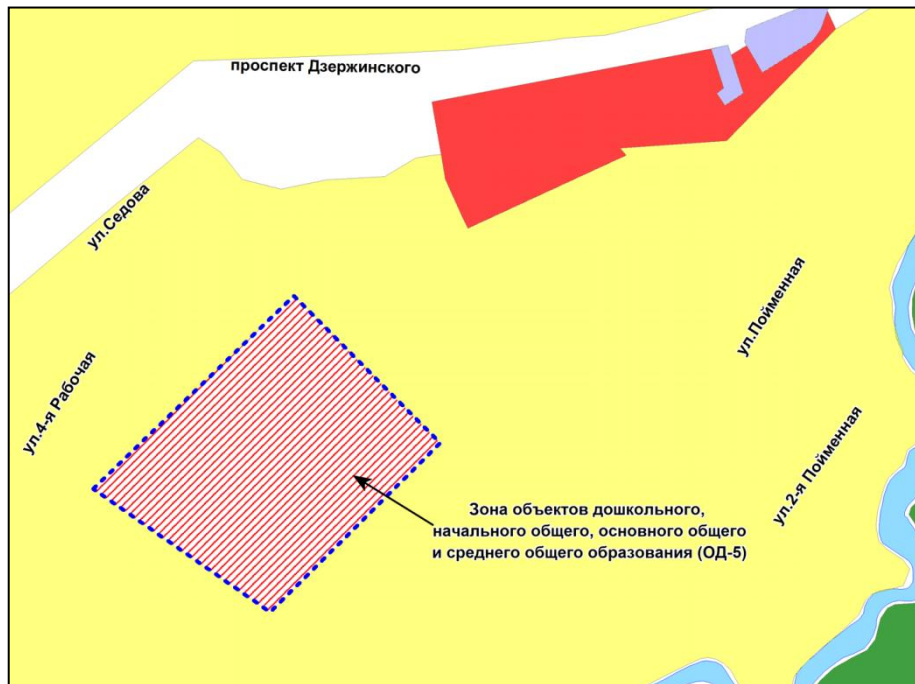 проспект Дзержинского
ул.Седова
ул.Пойменная
ул.4-я Рабочая
ул.2-я Пойменная
Зона объектов дошкольного,
начального общего, основного общего
и среднего общего образования (ОД-5)